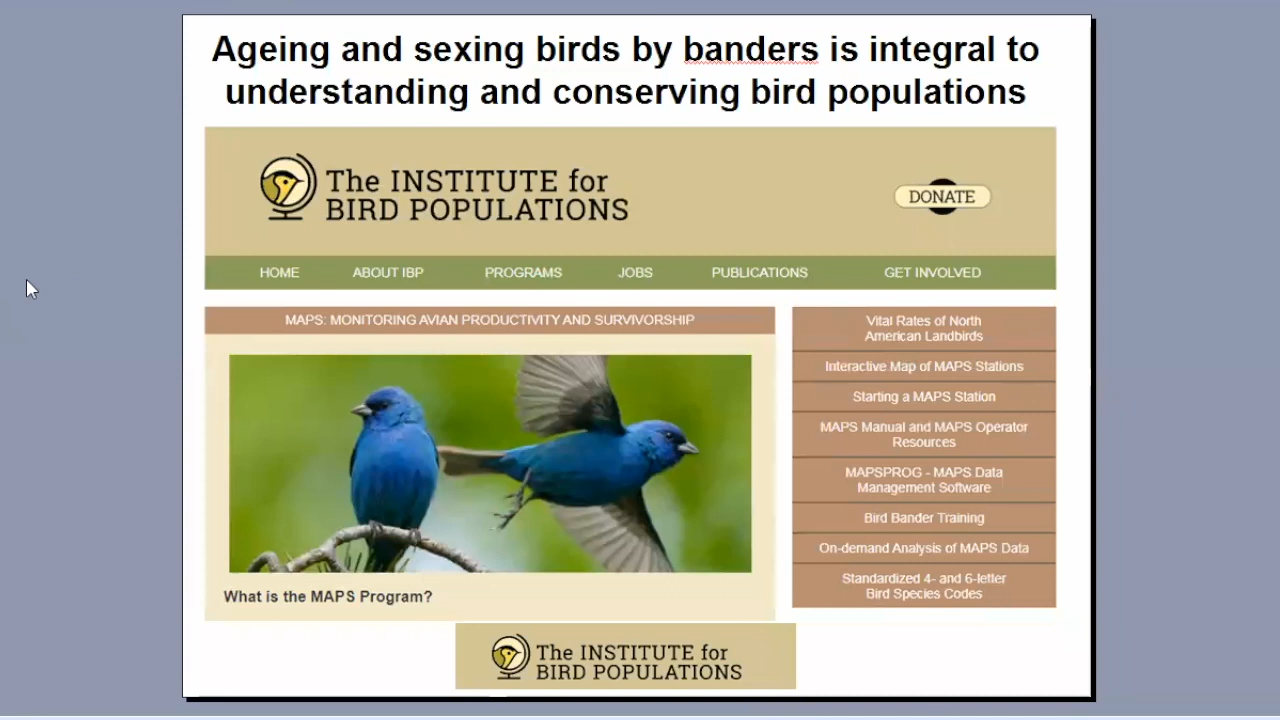 Ageing and sexing birds by banders is integral to
understanding and conserving bird populations
The INSTITUTE for
BIRD POPULATIONS
DONATE
HOME ABOUT IBP PROGRAMS JOBS PUBLICATIONS GET INVOLVED
MAPS: MONITORING AVIAN PRODUCTIVITY AND SURVIVORSHIP
What is the MAPS Program?
Vital Rates of North
American Landbirds
Interactive Map of MAPS Stations
Starting a MAPS Station
MAPS Manual and MAPS Operator
Resources
MAPSPROG - MAPS Data
Management Software
Bird Bander Training
On-demand Analysis of MAPS Data
Standardized 4- and 6-letter
Bird Species Codes
The INSTITUTE for
BIRD POPULATIONS